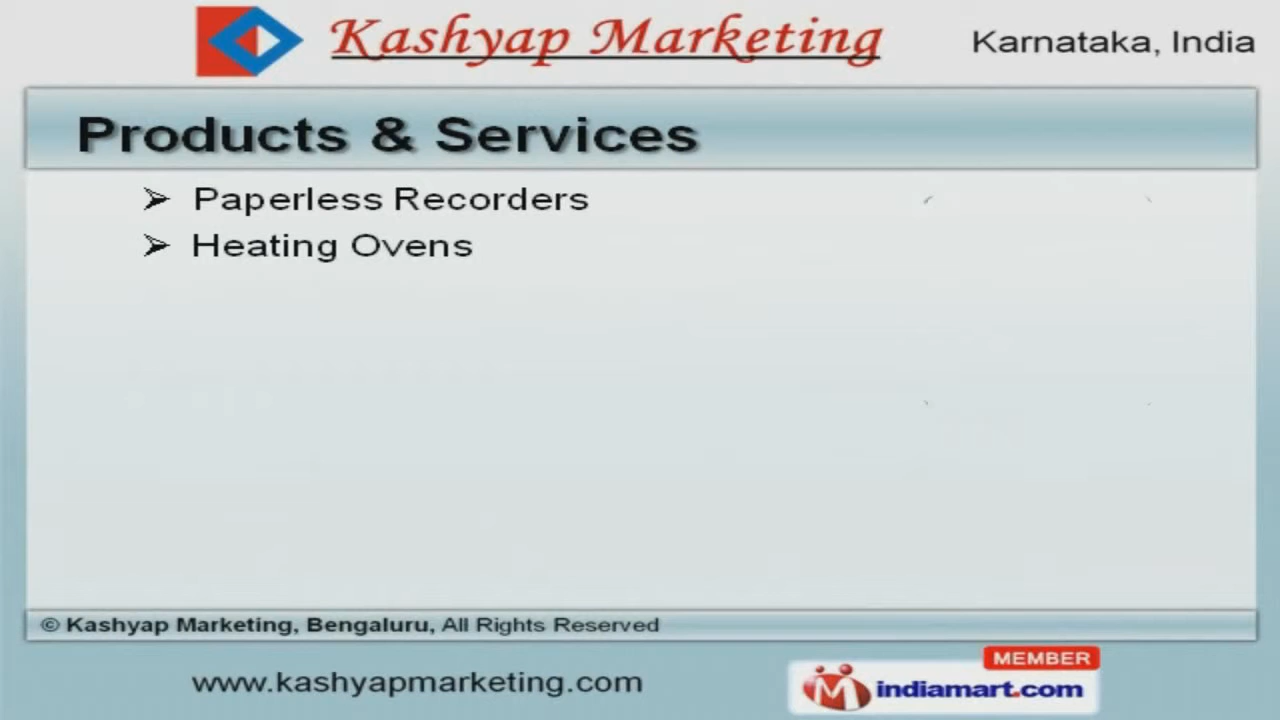 Kashyap Marketing
Karnataka, India
Products & Services
➢ Paperless Recorders
➢ Heating Ovens
© Kashyap Marketing, Bengaluru, All Rights Reserved
www.kashyapmarketing.com
MEMBER
indiamart.com